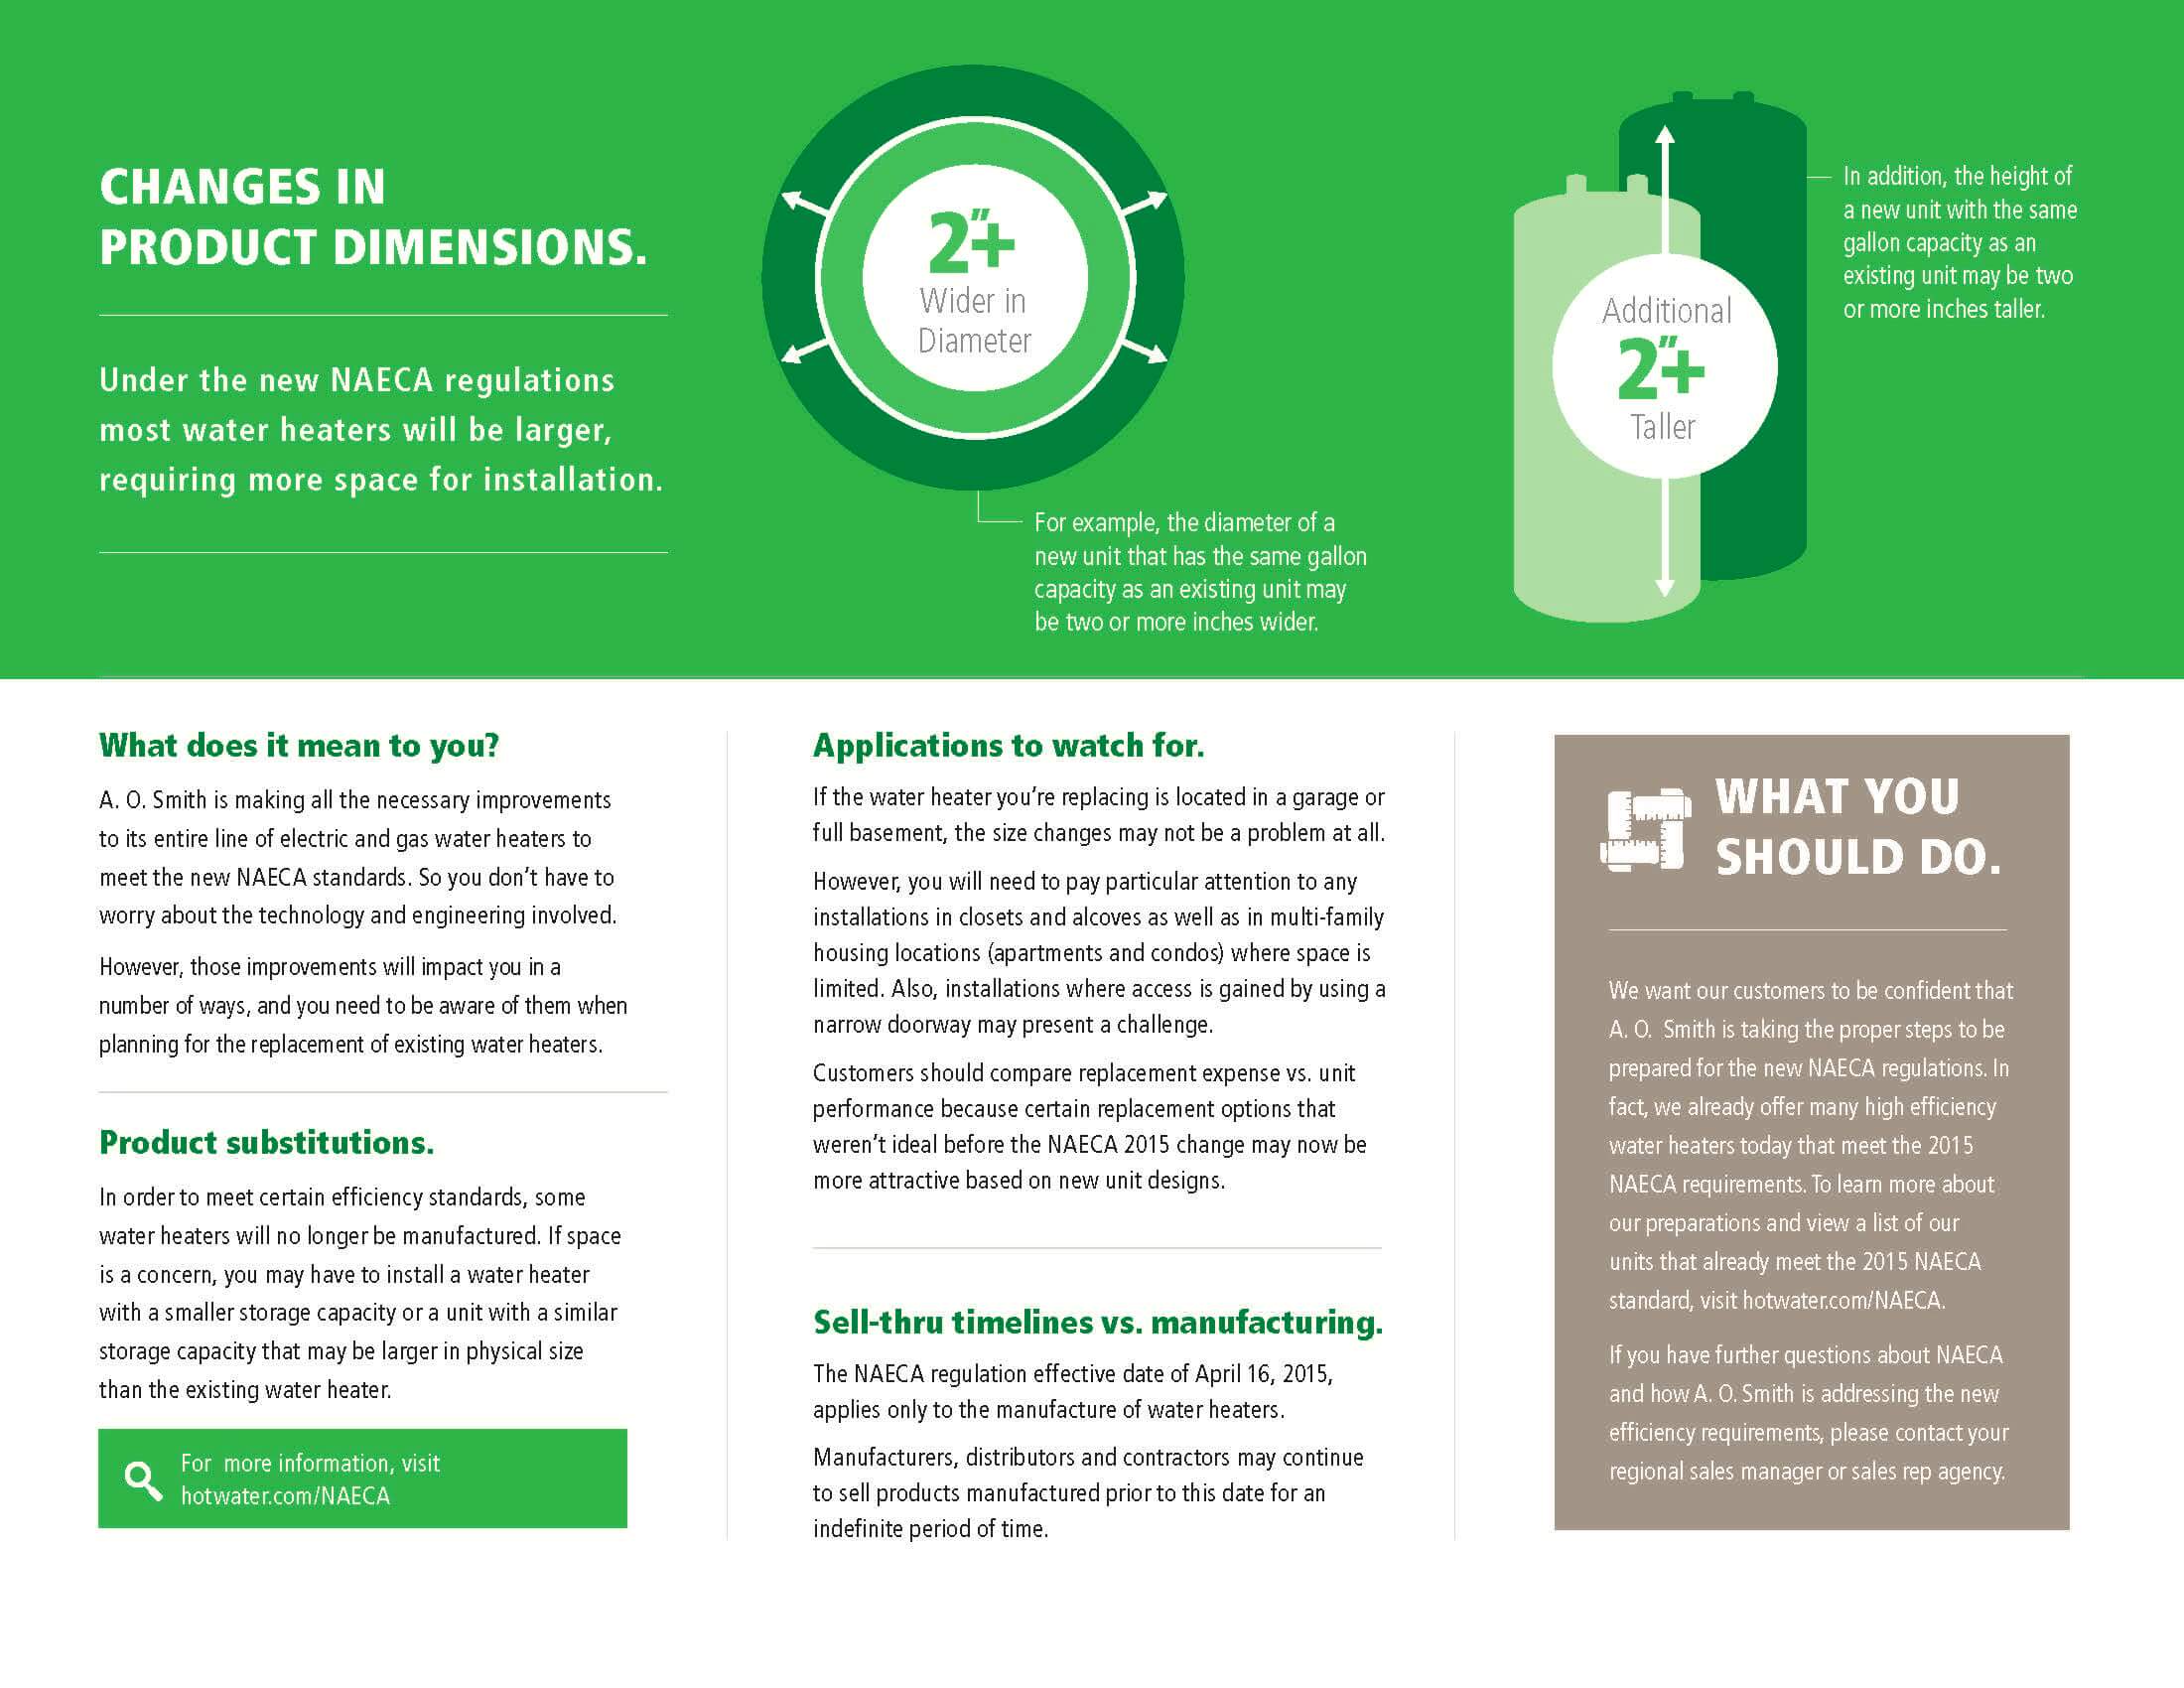 CHANGES IN
PRODUCT DIMENSIONS.
Under the new NAECA regulations
most water heaters will be larger,
requiring more space for installation.
2"+
Wider in
Diameter
For example, the diameter of a
new unit that has the same gallon
capacity as an existing unit may
be two or more inches wider.
Additional
2"+
Taller
In addition, the height of
a new unit with the same
gallon capacity as an
existing unit may be two
or more inches taller.
What does it mean to you?
A. O. Smith is making all the necessary improvements
to its entire line of electric and gas water heaters to
meet the new NAECA standards. So you don't have to
worry about the technology and engineering involved.
However, those improvements will impact you in a
number of ways, and you need to be aware of them when
planning for the replacement of existing water heaters.
Product substitutions.
In order to meet certain efficiency standards, some
water heaters will no longer be manufactured. If space
is a concern, you may have to install a water heater
with a smaller storage capacity or a unit with a similar
storage capacity that may be larger in physical size
than the existing water heater.
For more information, visit
hotwater.com/NAECA
Applications to watch for.
If the water heater you're replacing is located in a garage or
full basement, the size changes may not be a problem at all.
However, you will need to pay particular attention to any
installations in closets and alcoves as well as in multi-family
housing locations (apartments and condos) where space is
limited. Also, installations where access is gained by using a
narrow doorway may present a challenge.
Customers should compare replacement expense vs. unit
performance because certain replacement options that
weren't ideal before the NAECA 2015 change may now be
more attractive based on new unit designs.
Sell-thru timelines vs. manufacturing.
The NAECA regulation effective date of April 16, 2015,
applies only to the manufacture of water heaters.
Manufacturers, distributors and contractors may continue
to sell products manufactured prior to this date for an
indefinite period of time.
WHAT YOU
SHOULD DO.
We want our customers to be confident that
A. O. Smith is taking the proper steps to be
prepared for the new NAECA regulations. In
fact, we already offer many high efficiency
water heaters today that meet the 2015
NAECA requirements. To learn more about
our preparations and view a list of our
units that already meet the 2015 NAECA
standard, visit hotwater.com/NAECA.
If you have further questions about NAECA
and how A. O. Smith is addressing the new
efficiency requirements, please contact your
regional sales manager or sales rep agency.